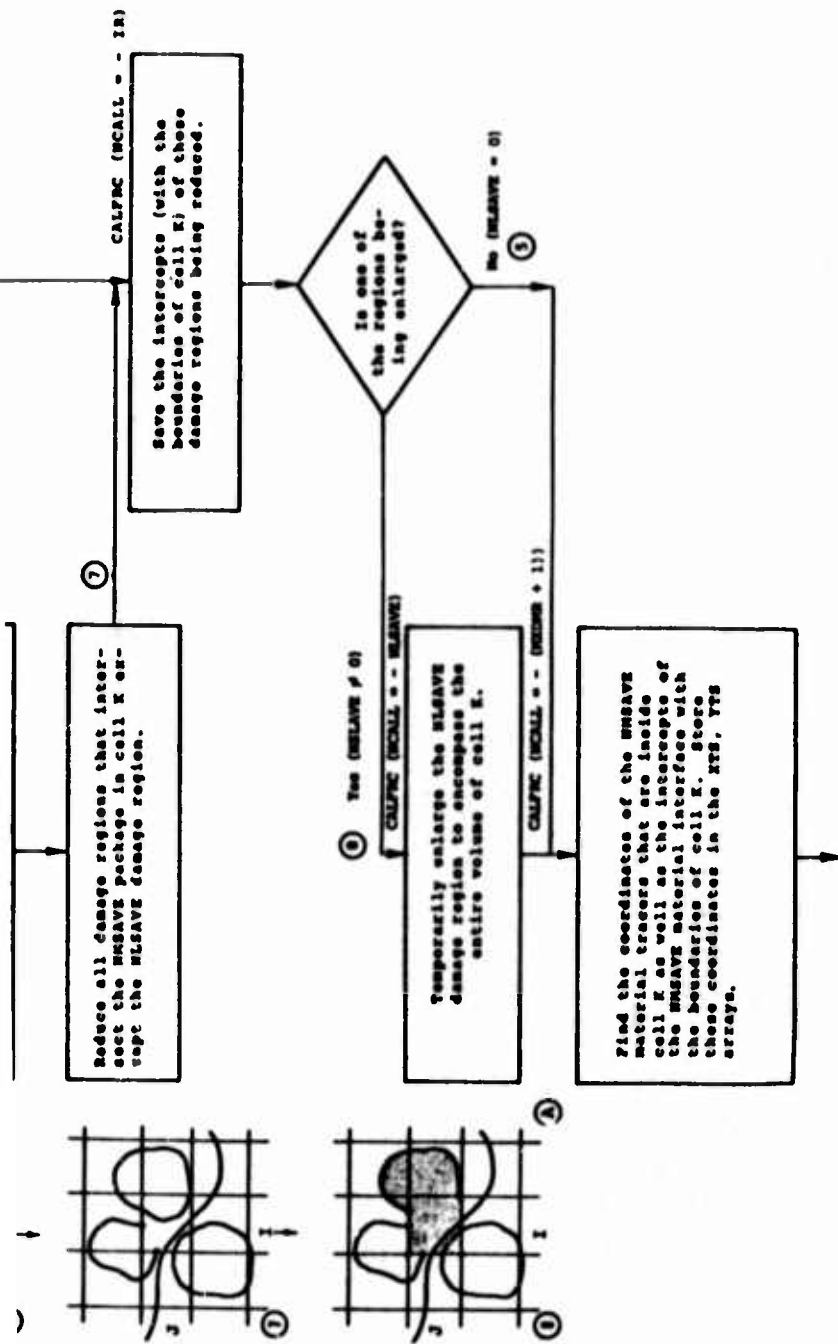 CALFRC (NCALL = - IR)
Save the intercepts (with the
boundaries of cell K) of those
damage regions being reduced.
7
Reduce all damage regions that inter-
sect the NMSAVE package in cell K ex-
cept the NLSAVE damage region.
Is one of
the regions be-
ing enlarged?
No (NLSAVE = 0)
5
8
Yes (NSLAVE ≠ 0)
CALFRC (NCALL = - NLSAVE)
Temporarily enlarge the NLSAVE
damage region to encompass the
entire volume of cell K.
CALFRC (NCALL = - (NXDMR + 1))
Find the coordinates of the NMSAVE
material tracers that are inside
cell K as well as the intercepts of
the NMSAVE material interface with
the boundaries of cell K. Store
these coordinates in the XTS, YTS
arrays.
J
I
7
J
I
8
A